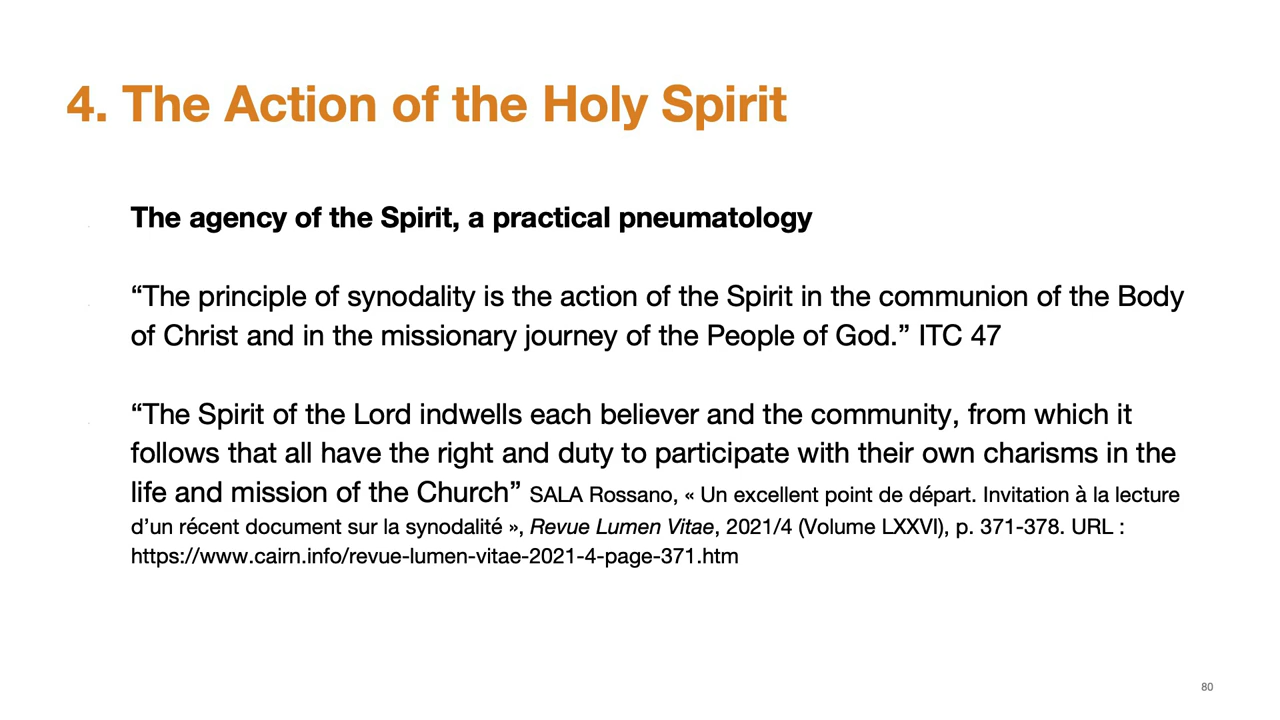 4. The Action of the Holy Spirit
The agency of the Spirit, a practical pneumatology
“The principle of synodality is the action of the Spirit in the communion of the Body
of Christ and in the missionary journey of the People of God.” ITC 47
“The Spirit of the Lord indwells each believer and the community, from which it
follows that all have the right and duty to participate with their own charisms in the
life and mission of the Church” SALA Rossano, « Un excellent point de départ. Invitation à la lecture
d’un récent document sur la synodalité », Revue Lumen Vitae, 2021/4 (Volume LXXVI), p. 371-378. URL :
https://www.cairn.info/revue-lumen-vitae-2021-4-page-371.htm
80